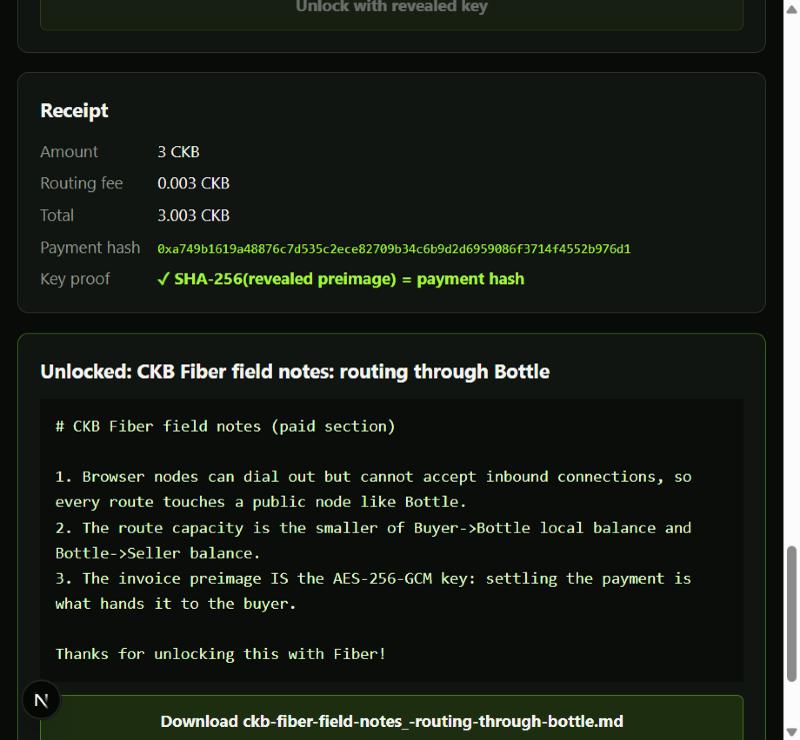 Unlock with revealed key
Receipt
Amount 3 CKB
Routing fee 0.003 CKB
Total 3.003 CKB
Payment hash 0xa749b1619a48876c7d535c2ece82709b34c6b9d2d6959086f3714f4552b976d1
Key proof ✓ SHA-256(revealed preimage) = payment hash
Unlocked: CKB Fiber field notes: routing through Bottle
# CKB Fiber field notes (paid section)
1. Browser nodes can dial out but cannot accept inbound connections, so
every route touches a public node like Bottle.
2. The route capacity is the smaller of Buyer->Bottle local balance and
Bottle->Seller balance.
3. The invoice preimage IS the AES-256-GCM key: settling the payment is
what hands it to the buyer.
Thanks for unlocking this with Fiber!
N
Download ckb-fiber-field-notes_-routing-through-bottle.md